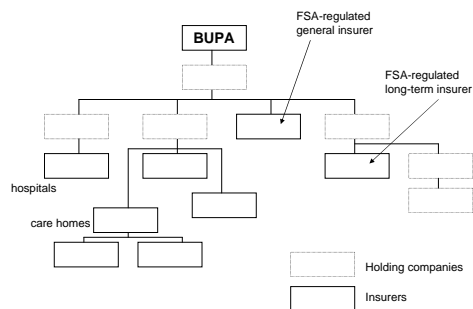 FSA-regulated
general insurer
BUPA
FSA-regulated
long-term insurer
hospitals
care homes
Holding companies
Insurers